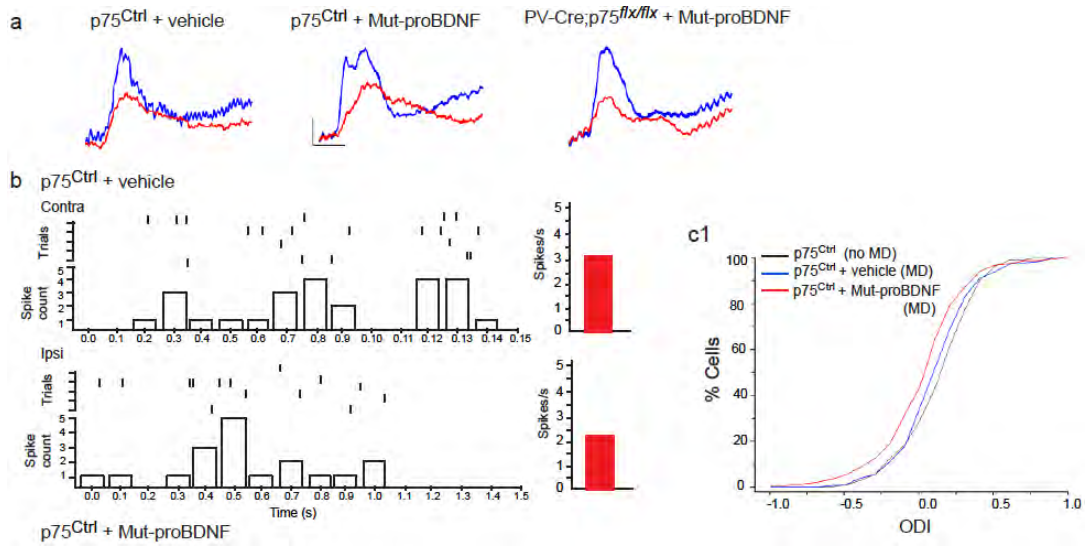 a
p75Ctrl + vehicle
p75Ctrl + Mut-proBDNF
PV-Cre;p75flx/flx + Mut-proBDNF
b
p75Ctrl + vehicle
Contra
Trials
Spike count
5
4
3
2
1
0.0 0.1 0.2 0.3 0.4 0.5 0.6 0.7 0.8 0.9 0.10 0.11 0.12 0.13 0.14 0.15
Spikes/s
5
4
3
2
1
0
Ipsi
Trials
Spike count
5
4
3
2
1
0.0 0.1 0.2 0.3 0.4 0.5 0.6 0.7 0.8 0.9 1.0 1.1 1.2 1.3 1.4 1.5
Time (s)
Spikes/s
5
4
3
2
1
0
p75Ctrl + Mut-proBDNF
c1
p75Ctrl (no MD)
p75Ctrl + vehicle (MD)
p75Ctrl + Mut-proBDNF
(MD)
% Cells
100
80
60
40
20
0
-1.0 -0.5 0.0 0.5 1.0
ODI